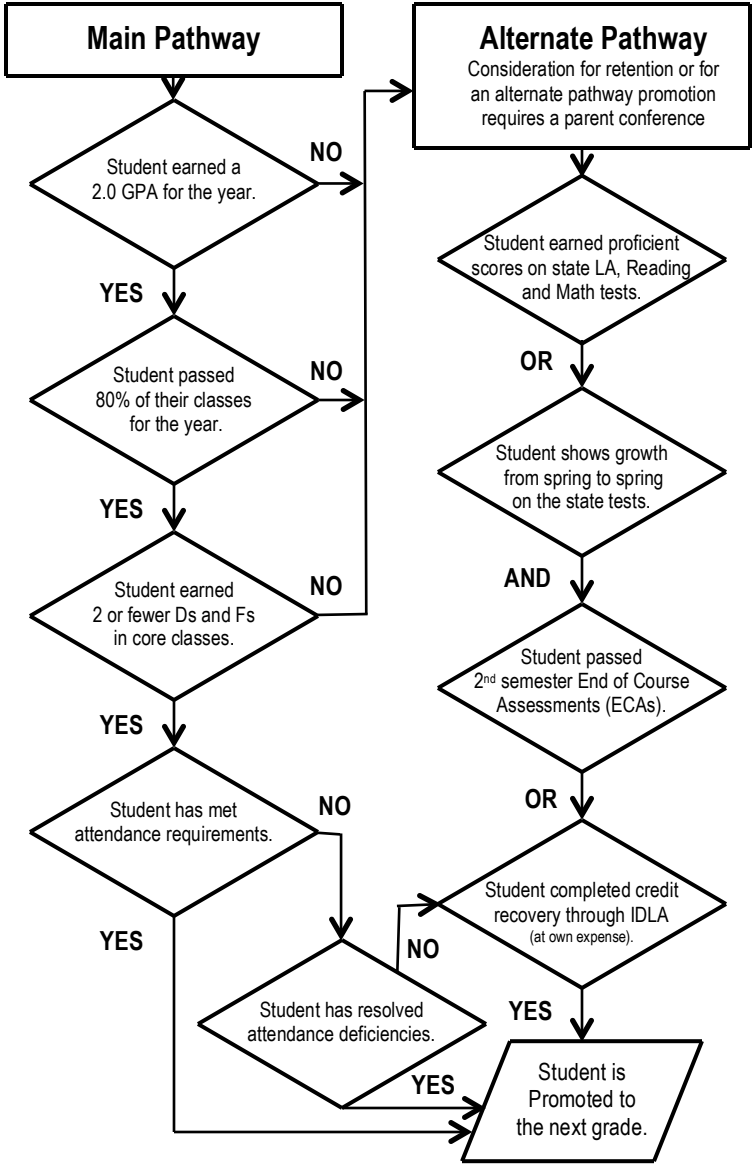 Main Pathway
Student earned a
2.0 GPA for the year.
NO
YES
Student passed
80% of their classes
for the year.
NO
YES
Student earned
2 or fewer Ds and Fs
in core classes.
NO
YES
Student has met
attendance requirements.
NO
YES
Student has resolved
attendance deficiencies.
NO
YES
Alternate Pathway
Consideration for retention or for
an alternate pathway promotion
requires a parent conference
Student earned proficient
scores on state LA, Reading
and Math tests.
OR
Student shows growth
from spring to spring
on the state tests.
AND
Student passed
2nd semester End of Course
Assessments (ECAs).
OR
Student completed credit
recovery through IDLA
(at own expense).
YES
Student is
Promoted to
the next grade.